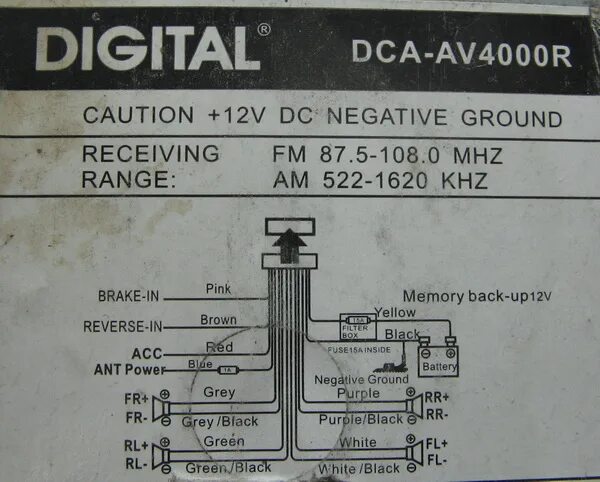 DIGITAL® DCA-AV4000R
CAUTION +12V DC NEGATIVE GROUND
RECEIVING FM 87.5-108.0 MHZ
RANGE: AM 522-1620 KHZ
BRAKE-IN Pink
Yellow Memory back-up12V
REVERSE-IN Brown
15A
FILTER
BOX
Black
ACC Red
FUSE15A INSIDE
Battery
ANT Power Blue 1A
Negative Ground
FR+ Grey Purple RR+
FR- Grey/Black Purple/Black RR-
RL+ Green White FL+
RL- Green/Black White/Black FL-